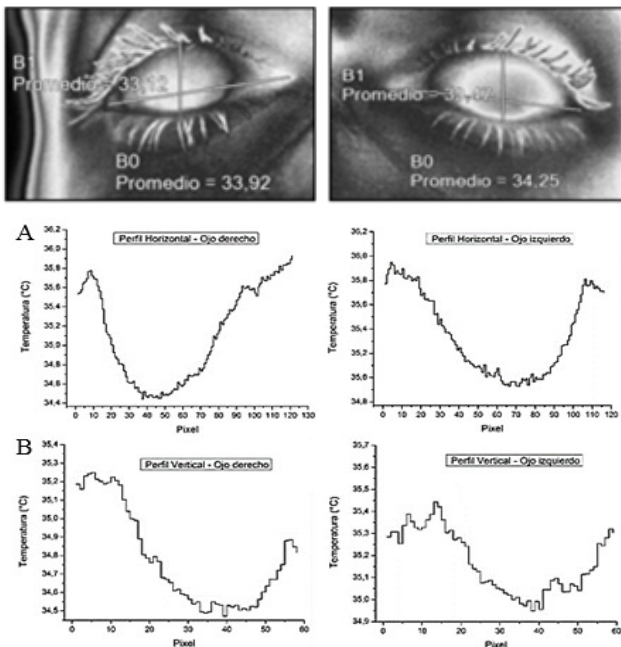 B1
Promedio = 33,12
B0
Promedio = 33,92
B1
Promedio =
B0
Promedio = 34,25
A
Perfil Horizontal - Ojo derecho
Temperatura (°C)
36,2
36,0
35,8
35,6
35,4
35,2
35,0
34,8
34,6
34,4
0 10 20 30 40 50 60 70 80 90 100 110 120 130
Pixel
Perfil Horizontal - Ojo izquierdo
Temperatura (°C)
36,2
36,0
35,8
35,6
35,4
35,2
35,0
34,8
0 10 20 30 40 50 60 70 80 90 100 110 120
Pixel
B
Perfil Vertical - Ojo derecho
Temperatura (°C)
35,4
35,3
35,2
35,1
35,0
34,9
34,8
34,7
34,6
34,5
0 10 20 30 40 50 60
Pixel
Perfil Vertical - Ojo izquierdo
Temperatura (°C)
35,7
35,6
35,5
35,4
35,3
35,2
35,1
35,0
34,9
0 10 20 30 40 50 60
Pixel